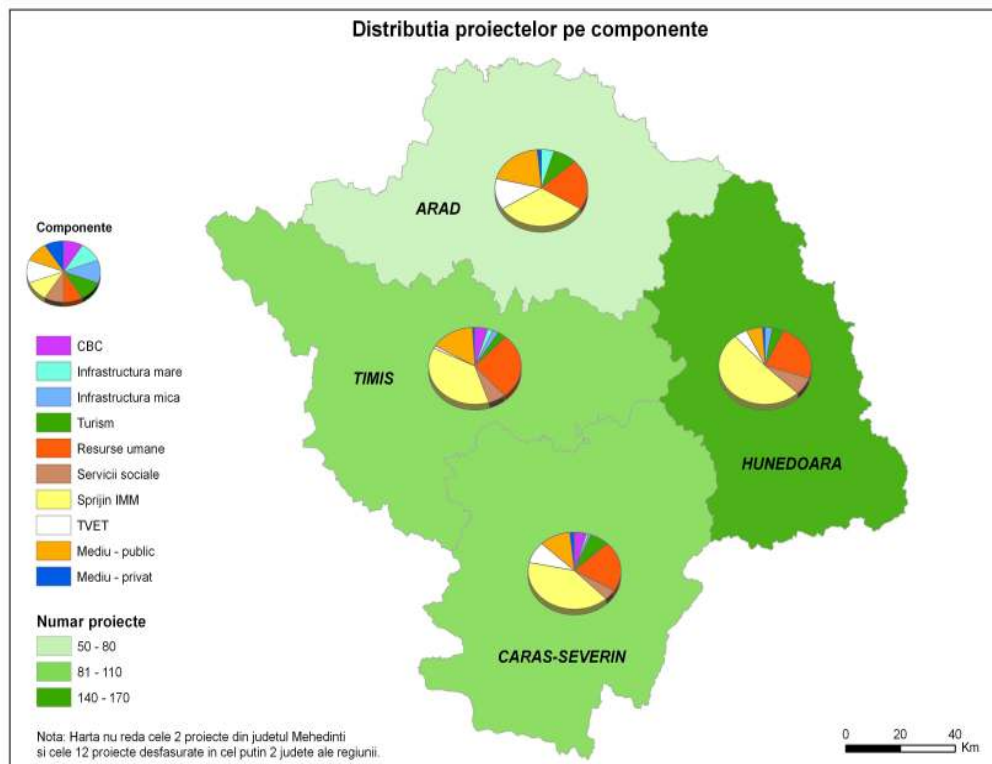 Distributia proiectelor pe componente
ARAD
Componente
TIMIS
HUNEDOARA
CARAS-SEVERIN
CBC
Infrastructura mare
Infrastructura mica
Turism
Resurse umane
Servicii sociale
Sprijin IMM
TVET
Mediu - public
Mediu - privat
Numar proiecte
50 - 80
81 - 110
140 - 170
Nota: Harta nu reda cele 2 proiecte din judetul Mehedinti
si cele 12 proiecte desfasurate in cel putin 2 judete ale regiunii.
0 20 40
Km